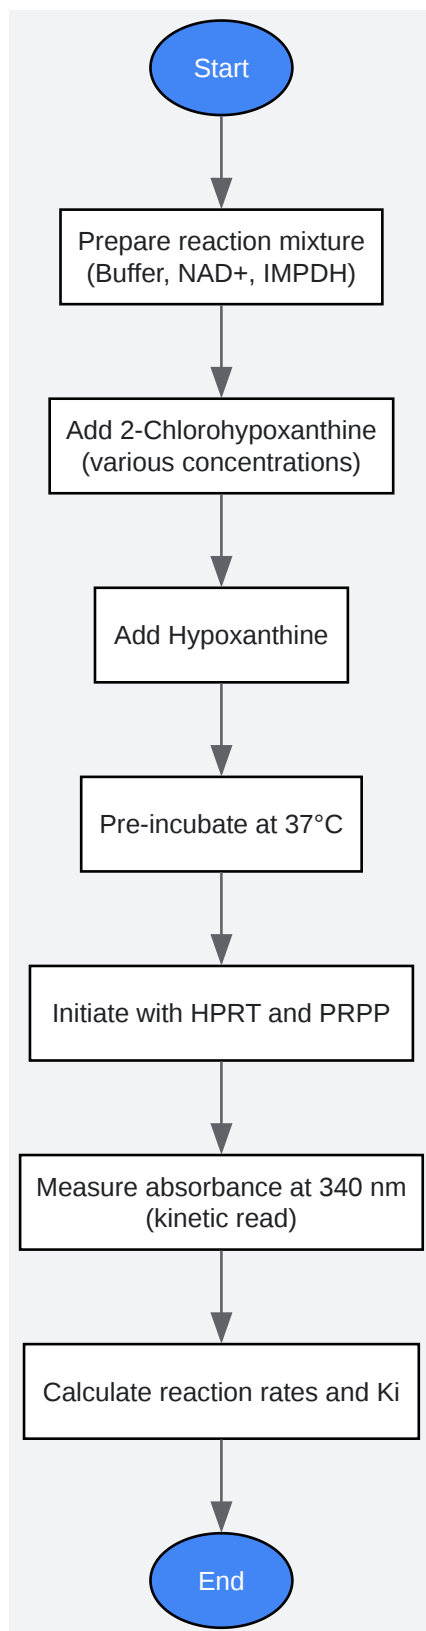 Start
Prepare reaction mixture
(Buffer, NAD+, IMPDH)
Add 2-Chlorohypoxanthine
(various concentrations)
Add Hypoxanthine
Pre-incubate at 37°C
Initiate with HPRT and PRPP
Measure absorbance at 340 nm
(kinetic read)
Calculate reaction rates and Ki
End